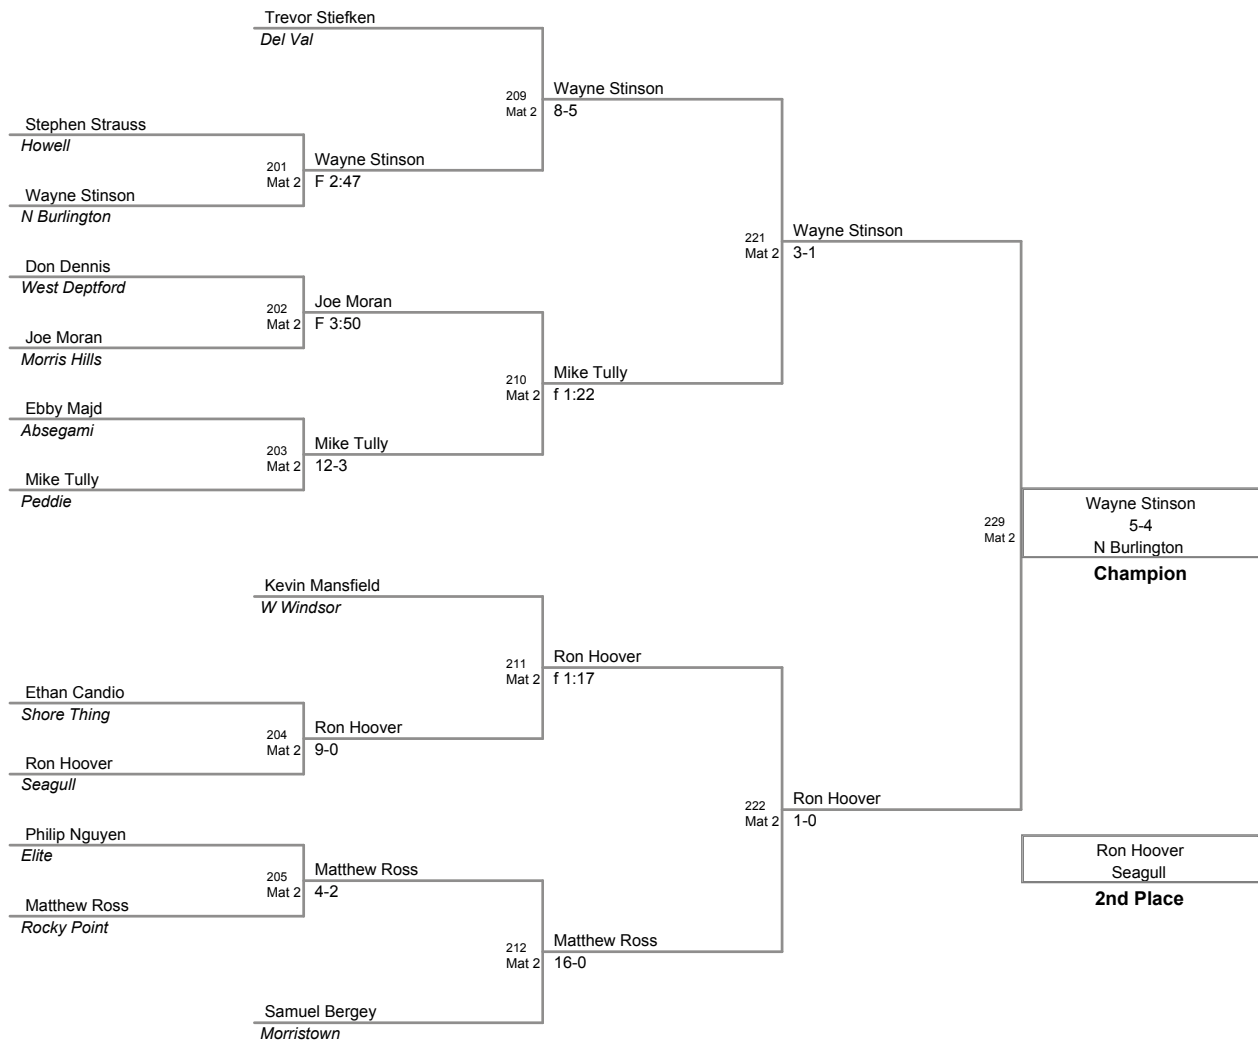 Trevor Stiefken
Del Val
209
Mat 2
Wayne Stinson
8-5
Stephen Strauss
Howell
201
Mat 2
Wayne Stinson
F 2:47
Wayne Stinson
N Burlington
221
Mat 2
Wayne Stinson
3-1
Don Dennis
West Deptford
202
Mat 2
Joe Moran
F 3:50
Joe Moran
Morris Hills
210
Mat 2
Mike Tully
f 1:22
Ebby Majd
Absegami
203
Mat 2
Mike Tully
12-3
Mike Tully
Peddie
229
Mat 2
Wayne Stinson
5-4
N Burlington
Champion
Kevin Mansfield
W Windsor
211
Mat 2
Ron Hoover
f 1:17
Ethan Candio
Shore Thing
204
Mat 2
Ron Hoover
9-0
Ron Hoover
Seagull
222
Mat 2
Ron Hoover
1-0
Philip Nguyen
Elite
205
Mat 2
Matthew Ross
4-2
Matthew Ross
Rocky Point
Ron Hoover
Seagull
2nd Place
212
Mat 2
Matthew Ross
16-0
Samuel Bergey
Morristown